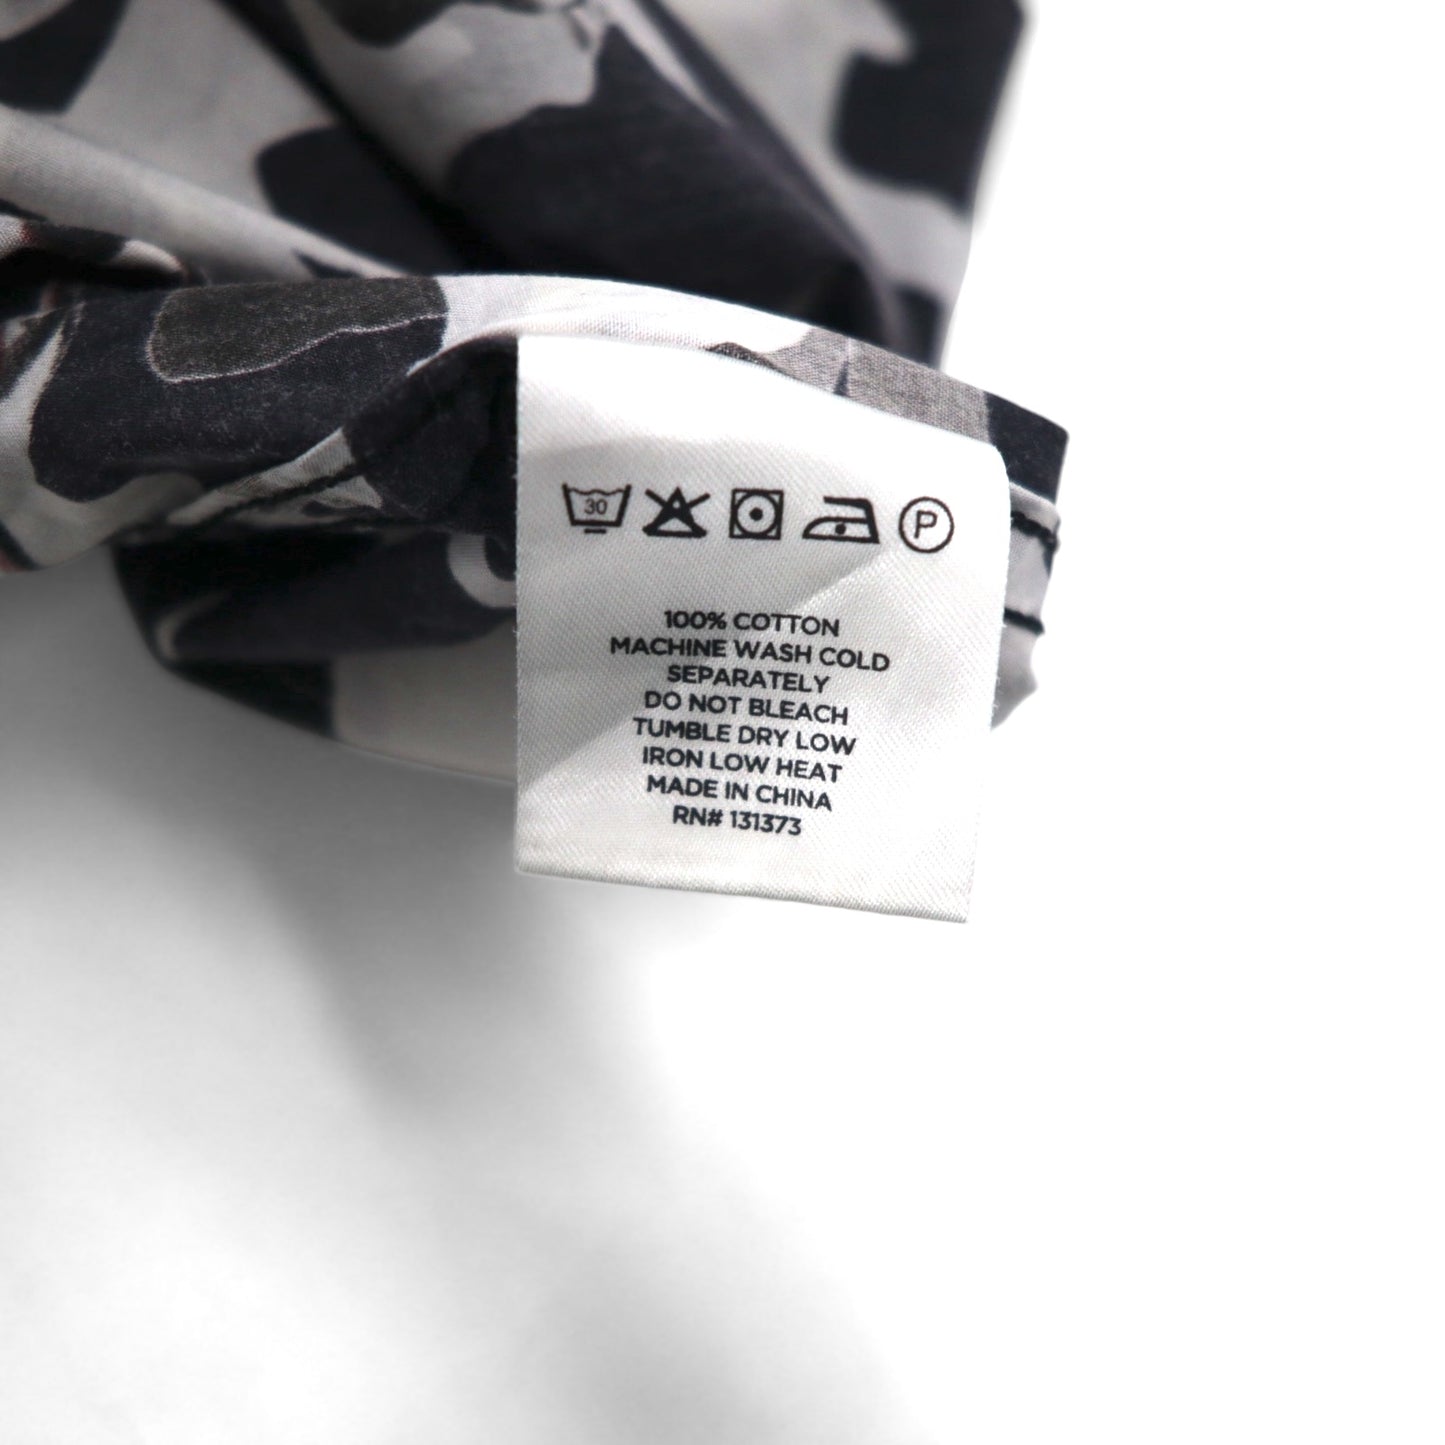 30
P
100% COTTON
MACHINE WASH COLD
SEPARATELY
DO NOT BLEACH
TUMBLE DRY LOW
IRON LOW HEAT
MADE IN CHINA
RN# 131373